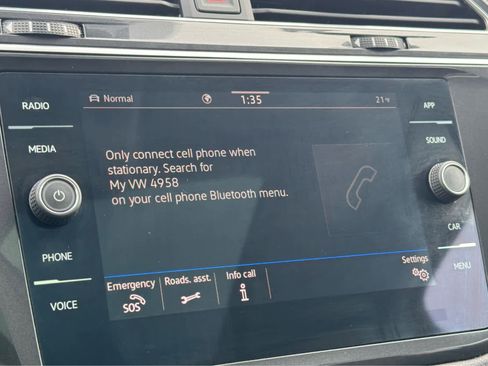 RADIO
MEDIA
PHONE
VOICE
Normal
1:35
21°F
Only connect cell phone when
stationary. Search for
My VW 4958
on your cell phone Bluetooth menu.
Emergency
SOS
Roads. asst.
Info call
i
Settings
APP
SOUND
CAR
MENU